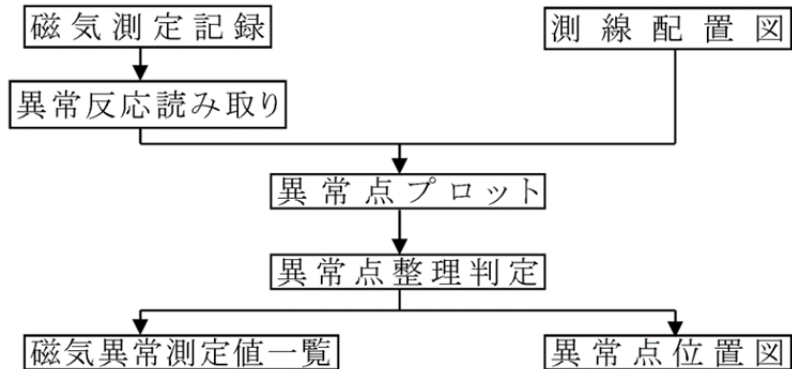 磁気測定記録
測線配置図
異常反応読み取り
異常点プロット
異常点整理判定
磁気異常測定値一覧
異常点位置図